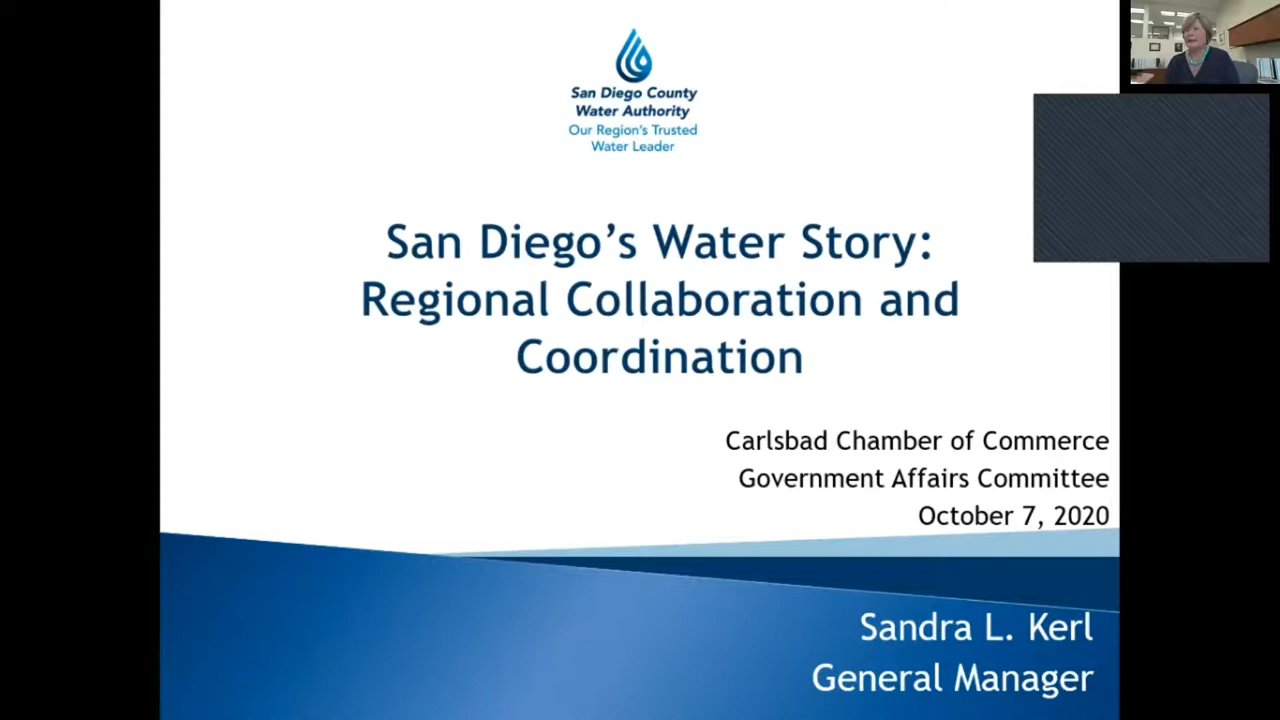 San Diego County
Water Authority
Our Region's Trusted
Water Leader
San Diego’s Water Story:
Regional Collaboration and
Coordination
Carlsbad Chamber of Commerce
Government Affairs Committee
October 7, 2020
Sandra L. Kerl
General Manager